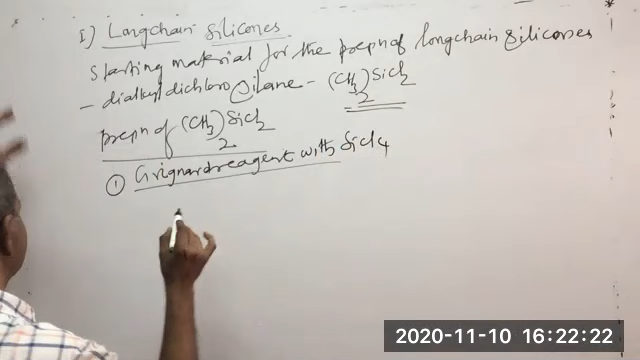 I) Longchain silicones
Starting material for the prepn of longchain silicones
- dialkyl dichloro silane - (CH3)2SiCl2
prepn of (CH3)2SiCl2
① Grignard reagent with SiCl4
2020-11-10 16:22:22